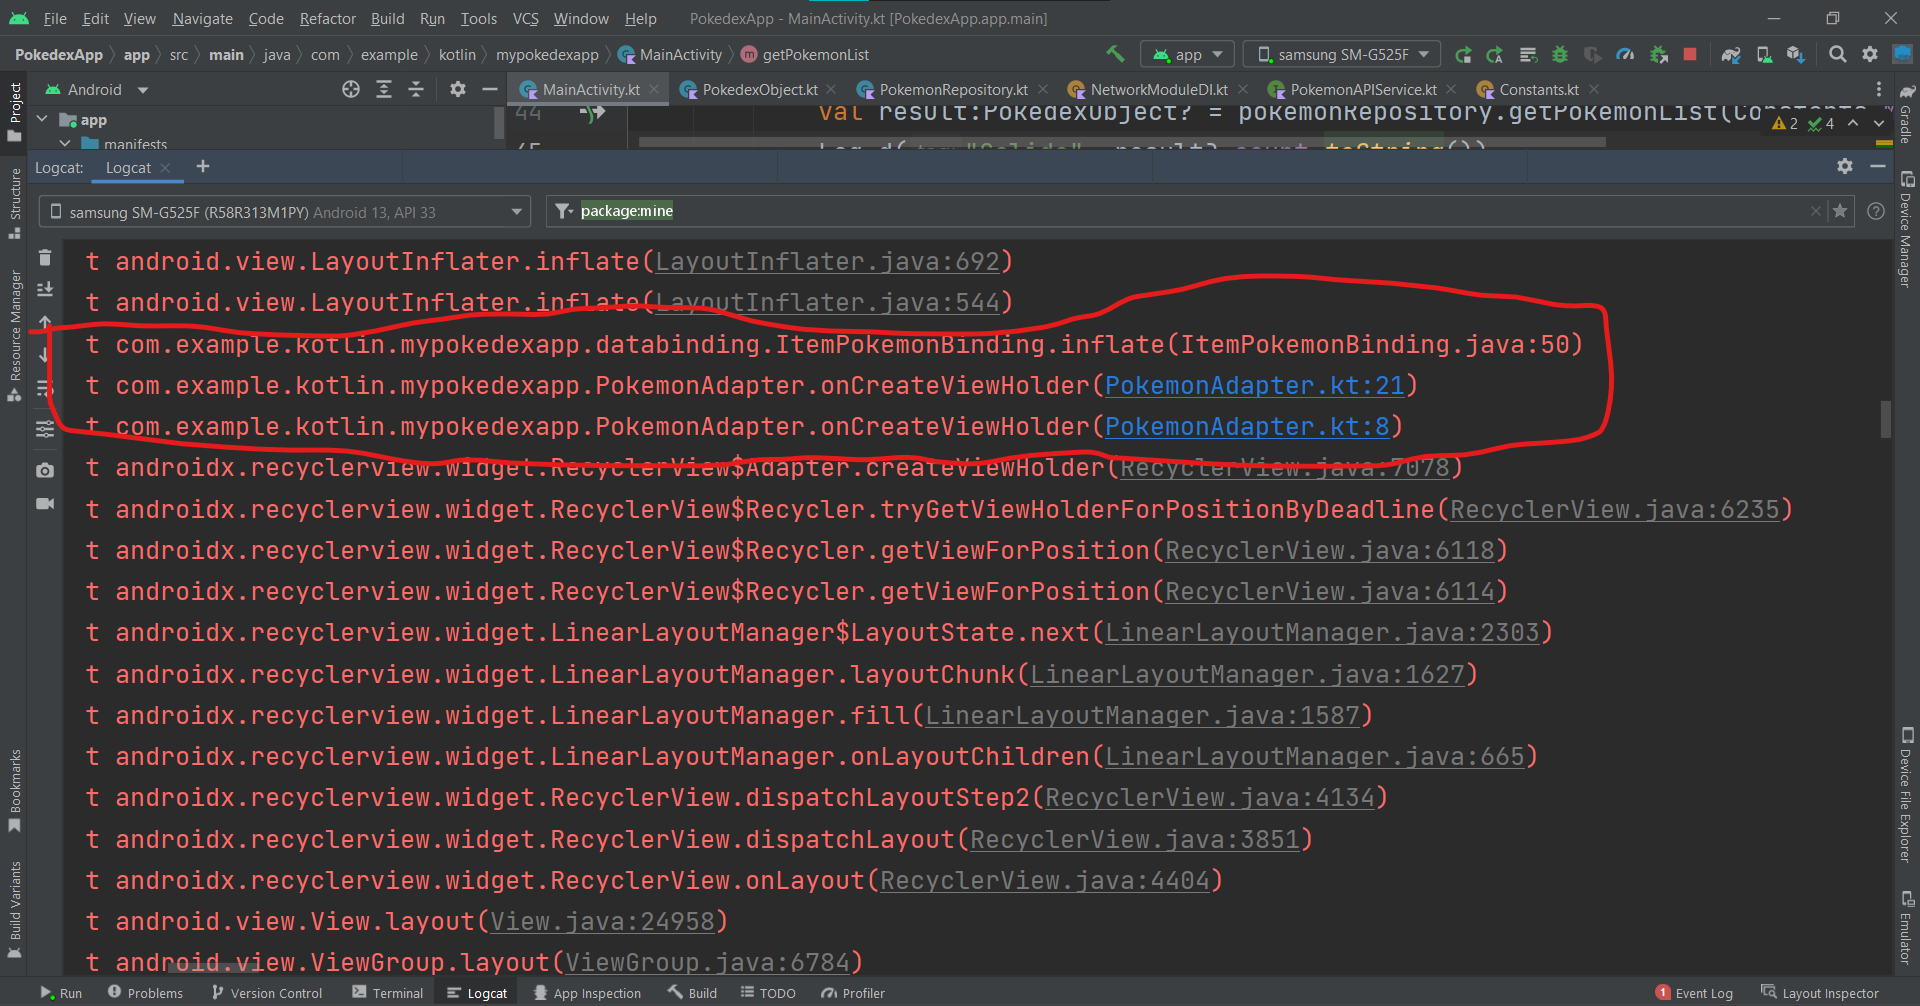 File Edit View Navigate Code Refactor Build Run Tools VCS Window Help PokedexApp - MainActivity.kt [PokedexApp.app.main]
PokedexApp app src main java com example kotlin mypokedexapp MainActivity getPokemonList app samsung SM-G525F
Project
Android MainActivity.kt PokedexObject.kt PokemonRepository.kt NetworkModuleDI.kt PokemonAPIService.kt Constants.kt
Gradle
app
manifests
44 val result:PokedexObject? = pokemonRepository.getPokemonList(Constants
2 4
45 Log.d( "Salida", result?.count.toString())
Logcat: Logcat +
Structure
Device Manager
samsung SM-G525F (R58R313M1PY) Android 13, API 33 package:mine
Resource Manager
t android.view.LayoutInflater.inflate(LayoutInflater.java:692)
t android.view.LayoutInflater.inflate(LayoutInflater.java:544)
t com.example.kotlin.mypokedexapp.databinding.ItemPokemonBinding.inflate(ItemPokemonBinding.java:50)
t com.example.kotlin.mypokedexapp.PokemonAdapter.onCreateViewHolder(PokemonAdapter.kt:21)
t com.example.kotlin.mypokedexapp.PokemonAdapter.onCreateViewHolder(PokemonAdapter.kt:8)
t androidx.recyclerview.widget.RecyclerView$Adapter.createViewHolder(RecyclerView.java:7078)
t androidx.recyclerview.widget.RecyclerView$Recycler.tryGetViewHolderForPositionByDeadline(RecyclerView.java:6235)
t androidx.recyclerview.widget.RecyclerView$Recycler.getViewForPosition(RecyclerView.java:6118)
t androidx.recyclerview.widget.RecyclerView$Recycler.getViewForPosition(RecyclerView.java:6114)
t androidx.recyclerview.widget.LinearLayoutManager$LayoutState.next(LinearLayoutManager.java:2303)
t androidx.recyclerview.widget.LinearLayoutManager.layoutChunk(LinearLayoutManager.java:1627)
t androidx.recyclerview.widget.LinearLayoutManager.fill(LinearLayoutManager.java:1587)
t androidx.recyclerview.widget.LinearLayoutManager.onLayoutChildren(LinearLayoutManager.java:665)
t androidx.recyclerview.widget.RecyclerView.dispatchLayoutStep2(RecyclerView.java:4134)
t androidx.recyclerview.widget.RecyclerView.dispatchLayout(RecyclerView.java:3851)
t androidx.recyclerview.widget.RecyclerView.onLayout(RecyclerView.java:4404)
t android.view.View.layout(View.java:24958)
t android.view.ViewGroup.layout(ViewGroup.java:6784)
Bookmarks
Build Variants
Device File Explorer
Emulator
Run Problems Version Control Terminal Logcat App Inspection Build TODO Profiler 1 Event Log Layout Inspector